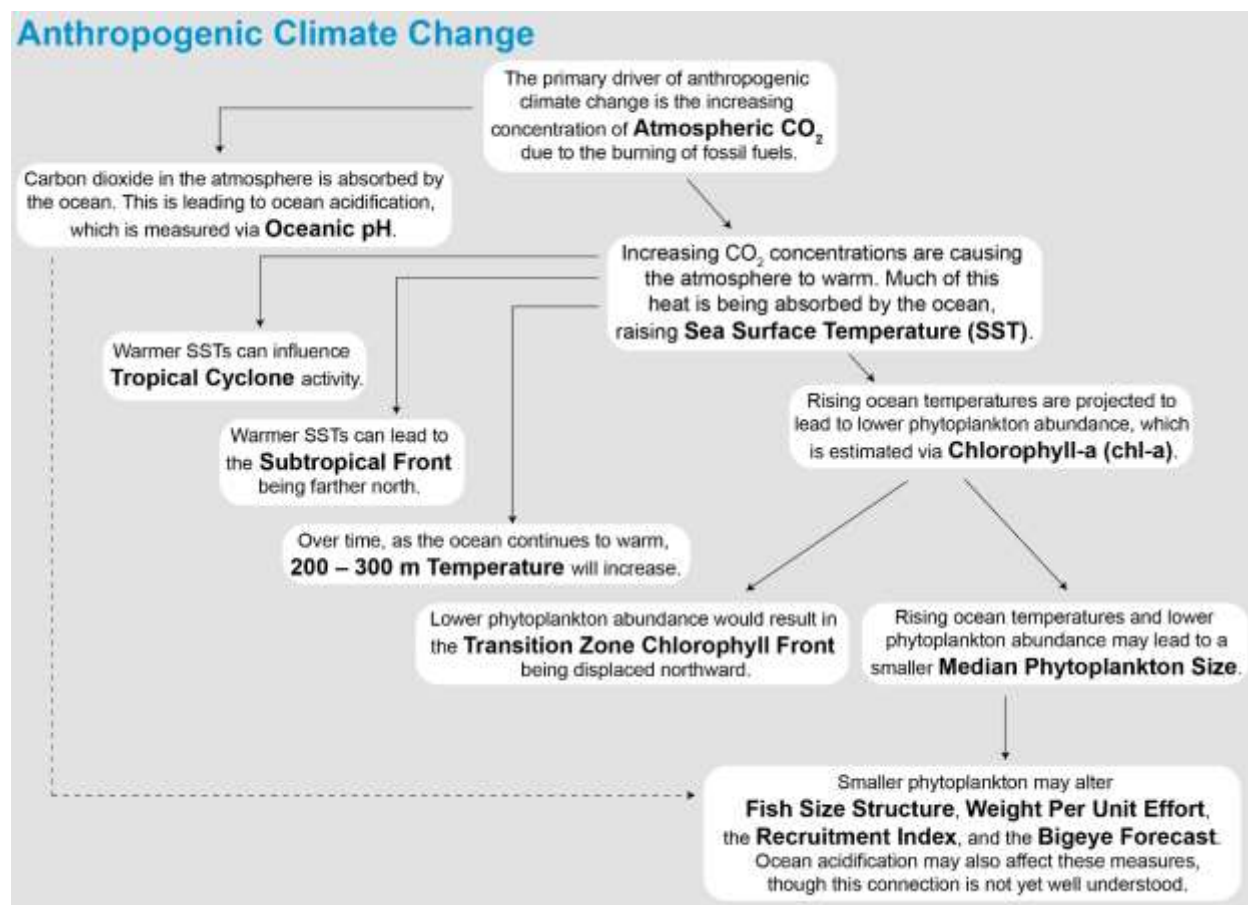 Anthropogenic Climate Change
The primary driver of anthropogenic
climate change is the increasing
concentration of Atmospheric CO₂
due to the burning of fossil fuels.
Carbon dioxide in the atmosphere is absorbed by
the ocean. This is leading to ocean acidification,
which is measured via Oceanic pH.
Increasing CO₂ concentrations are causing
the atmosphere to warm. Much of this
heat is being absorbed by the ocean,
raising Sea Surface Temperature (SST).
Warmer SSTs can influence
Tropical Cyclone activity.
Rising ocean temperatures are projected to
lead to lower phytoplankton abundance, which
is estimated via Chlorophyll-a (chl-a).
Warmer SSTs can lead to
the Subtropical Front
being farther north.
Over time, as the ocean continues to warm,
200 – 300 m Temperature will increase.
Lower phytoplankton abundance would result in
the Transition Zone Chlorophyll Front
being displaced northward.
Rising ocean temperatures and lower
phytoplankton abundance may lead to a
smaller Median Phytoplankton Size.
Smaller phytoplankton may alter
Fish Size Structure, Weight Per Unit Effort,
the Recruitment Index, and the Bigeye Forecast.
Ocean acidification may also affect these measures,
though this connection is not yet well understood.